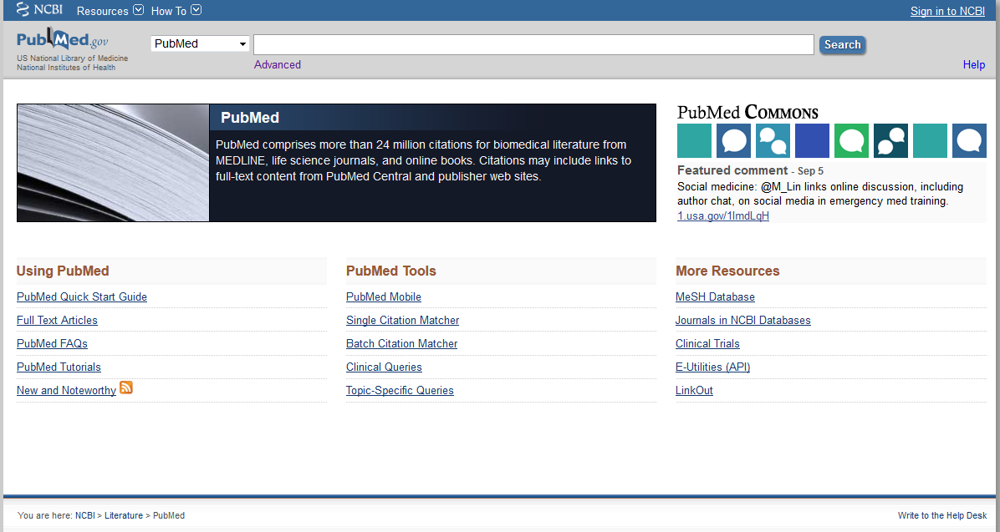 NCBI Resources How To Sign in to NCBI
PubMed.gov
US National Library of Medicine
National Institutes of Health
PubMed
Search
Advanced
Help
PubMed
PubMed comprises more than 24 million citations for biomedical literature from
MEDLINE, life science journals, and online books. Citations may include links to
full-text content from PubMed Central and publisher web sites.
PubMed Commons
Featured comment - Sep 5
Social medicine: @M_Lin links online discussion, including
author chat, on social media in emergency med training.
1.usa.gov/1lmdLqH
Using PubMed
PubMed Quick Start Guide
Full Text Articles
PubMed FAQs
PubMed Tutorials
New and Noteworthy
PubMed Tools
PubMed Mobile
Single Citation Matcher
Batch Citation Matcher
Clinical Queries
Topic-Specific Queries
More Resources
MeSH Database
Journals in NCBI Databases
Clinical Trials
E-Utilities (API)
LinkOut
You are here: NCBI > Literature > PubMed
Write to the Help Desk